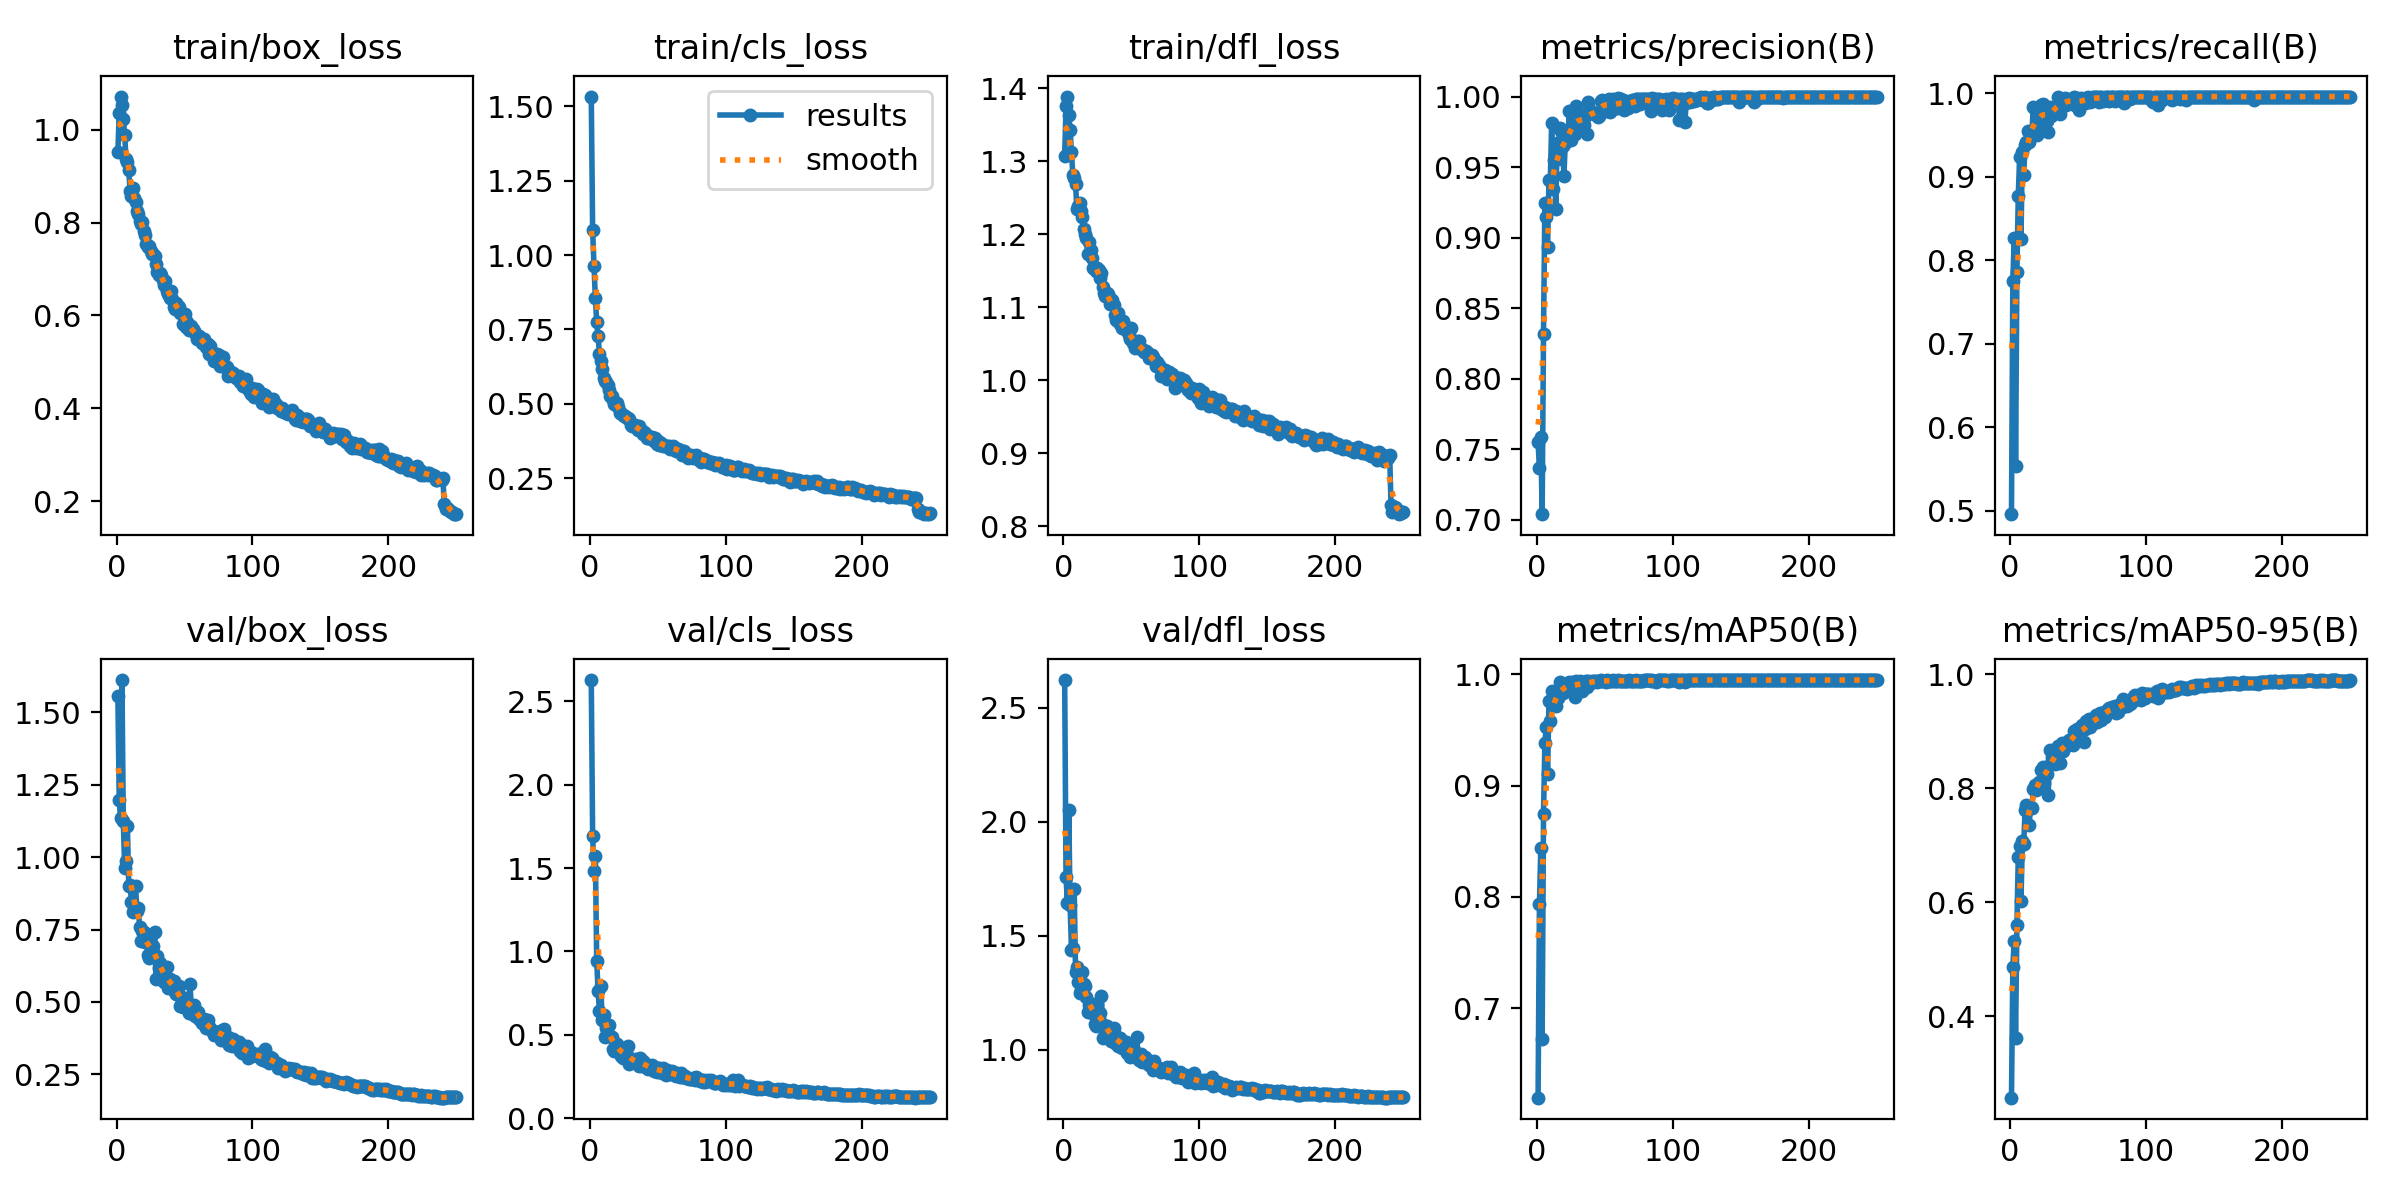 train/box_loss
1.0
0.8
0.6
0.4
0.2
0 100 200
train/cls_loss
results
smooth
1.50
1.25
1.00
0.75
0.50
0.25
0 100 200
train/dfl_loss
1.4
1.3
1.2
1.1
1.0
0.9
0.8
0 100 200
metrics/precision(B)
1.00
0.95
0.90
0.85
0.80
0.75
0.70
0 100 200
metrics/recall(B)
1.0
0.9
0.8
0.7
0.6
0.5
0 100 200
val/box_loss
1.50
1.25
1.00
0.75
0.50
0.25
0 100 200
val/cls_loss
2.5
2.0
1.5
1.0
0.5
0.0
0 100 200
val/dfl_loss
2.5
2.0
1.5
1.0
0 100 200
metrics/mAP50(B)
1.0
0.9
0.8
0.7
0 100 200
metrics/mAP50-95(B)
1.0
0.8
0.6
0.4
0 100 200